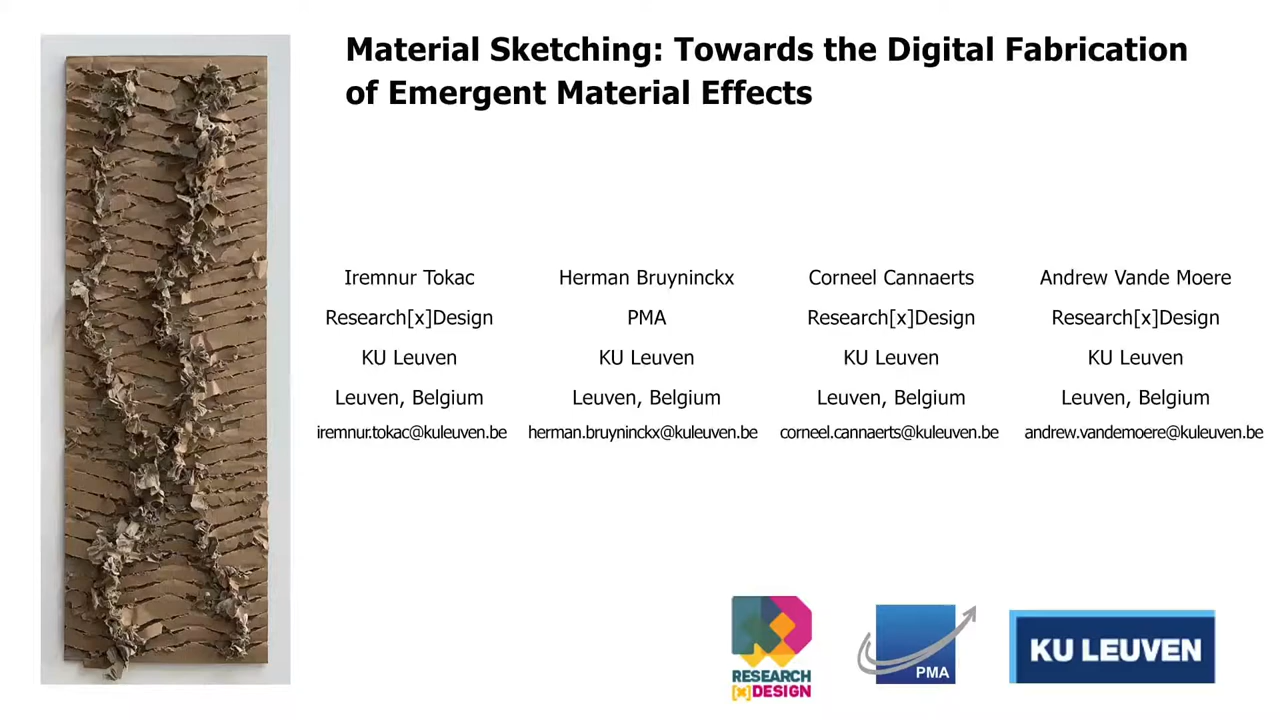 Material Sketching: Towards the Digital Fabrication
of Emergent Material Effects
Iremnur Tokac
Research[x]Design
KU Leuven
Leuven, Belgium
iremnur.tokac@kuleuven.be
Herman Bruyninckx
PMA
KU Leuven
Leuven, Belgium
herman.bruyninckx@kuleuven.be
Corneel Cannaerts
Research[x]Design
KU Leuven
Leuven, Belgium
corneel.cannaerts@kuleuven.be
Andrew Vande Moere
Research[x]Design
KU Leuven
Leuven, Belgium
andrew.vandemoere@kuleuven.be
RESEARCH
[x]DESIGN
PMA
KU LEUVEN